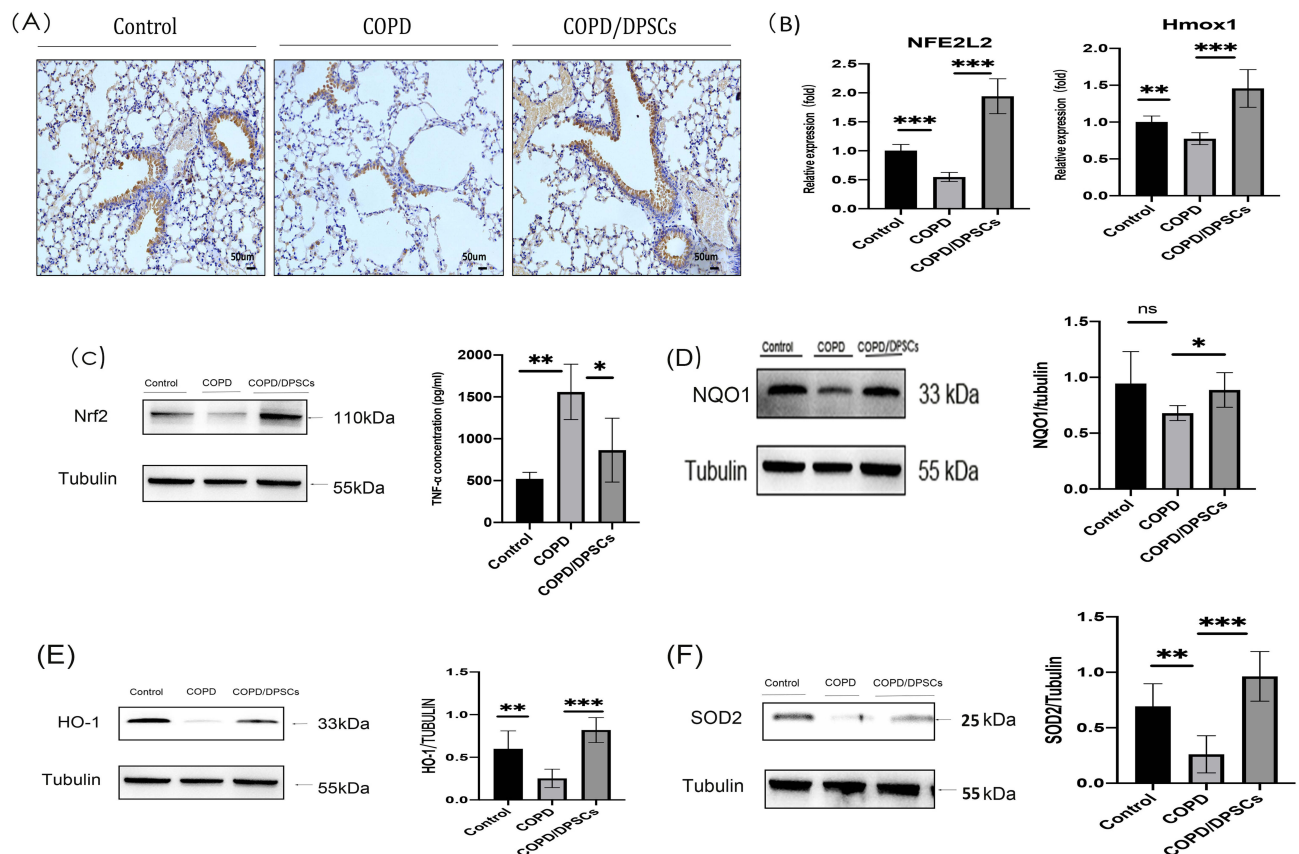 (A)
Control
COPD
COPD/DPSCs
50um
50um
50um
(B)
NFE2L2
Relative expression (fold)
2.5
2.0
1.5
1.0
0.5
0.0
***
***
Control
COPD
COPD/DPSCs
Hmox1
Relative expression (fold)
2.0
1.5
1.0
0.5
0.0
**
***
Control
COPD
COPD/DPSCs
(c)
Control
COPD
COPD/DPSCs
Nrf2
110kDa
Tubulin
55kDa
TNF-α concentration (pg/ml)
2000
1500
1000
500
0
**
*
Control
COPD
COPD/DPSCs
(D)
Control
COPD
COPD/DPSCs
NQO1
33 kDa
Tubulin
55 kDa
NQO1/tubulin
1.5
1.0
0.5
0.0
ns
*
Control
COPD
COPD/DPSCs
(E)
Control
COPD
COPD/DPSCs
HO-1
33kDa
Tubulin
55kDa
HO-1/TUBULIN
1.5
1.0
0.5
0.0
**
***
Control
COPD
COPD/DPSCs
(F)
Control
COPD
COPD/DPSCs
SOD2
25 kDa
Tubulin
55 kDa
SOD2/Tubulin
1.5
1.0
0.5
0.0
**
***
Control
COPD
COPD/DPSCs